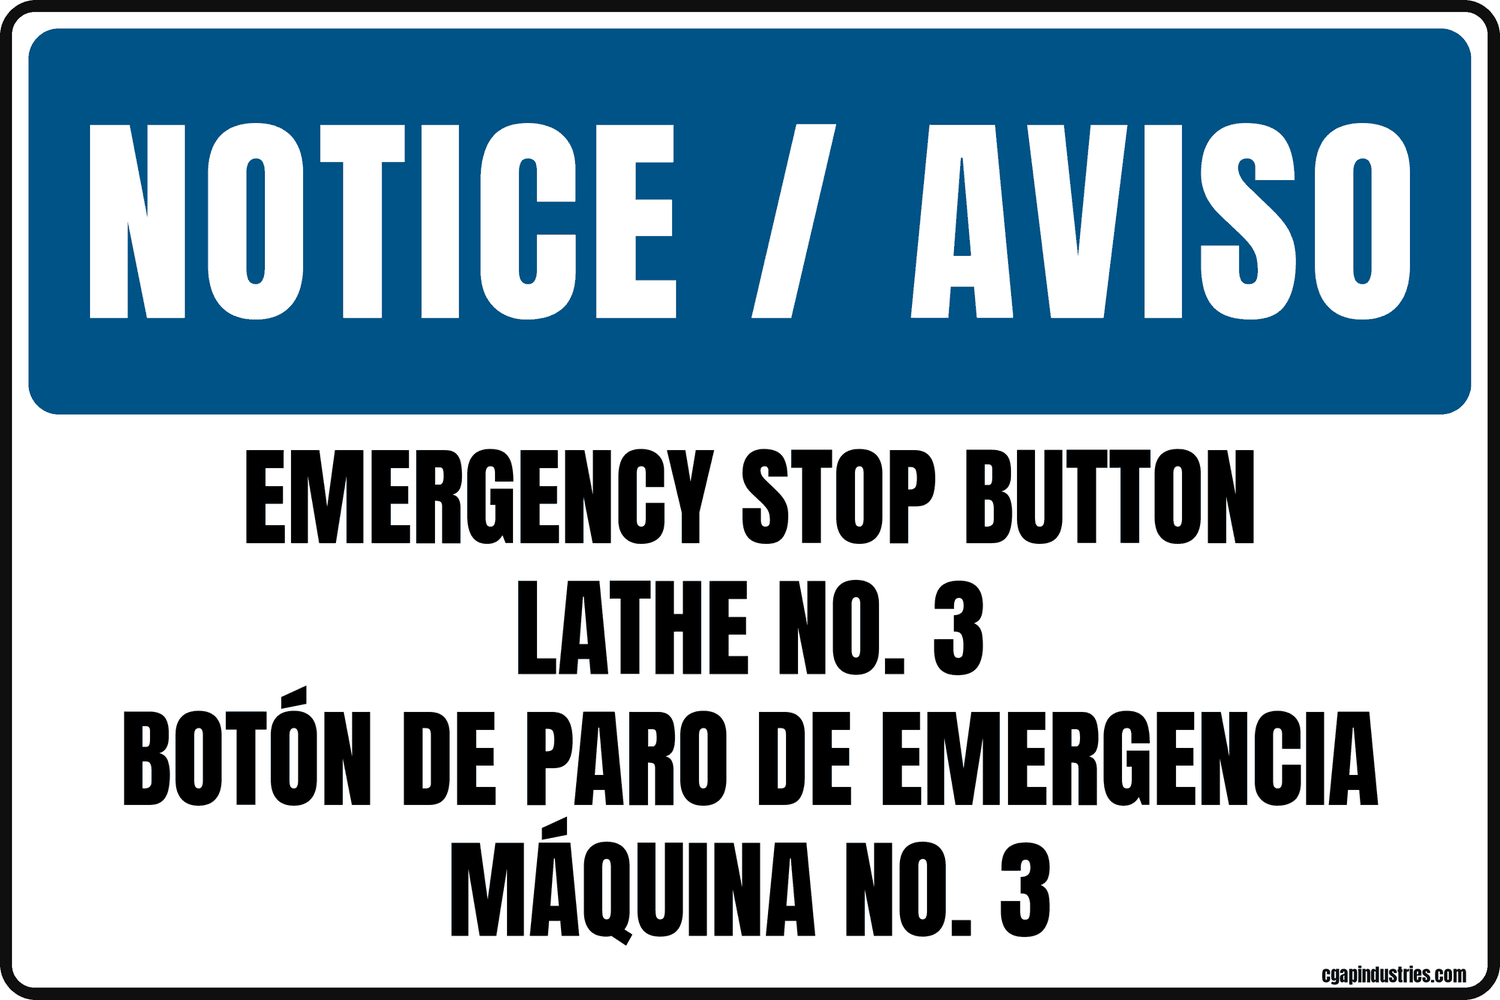 NOTICE / AVISO
EMERGENCY STOP BUTTON
LATHE NO. 3
BOTÓN DE PARO DE EMERGENCIA
MÁQUINA NO. 3
cgapindustries.com